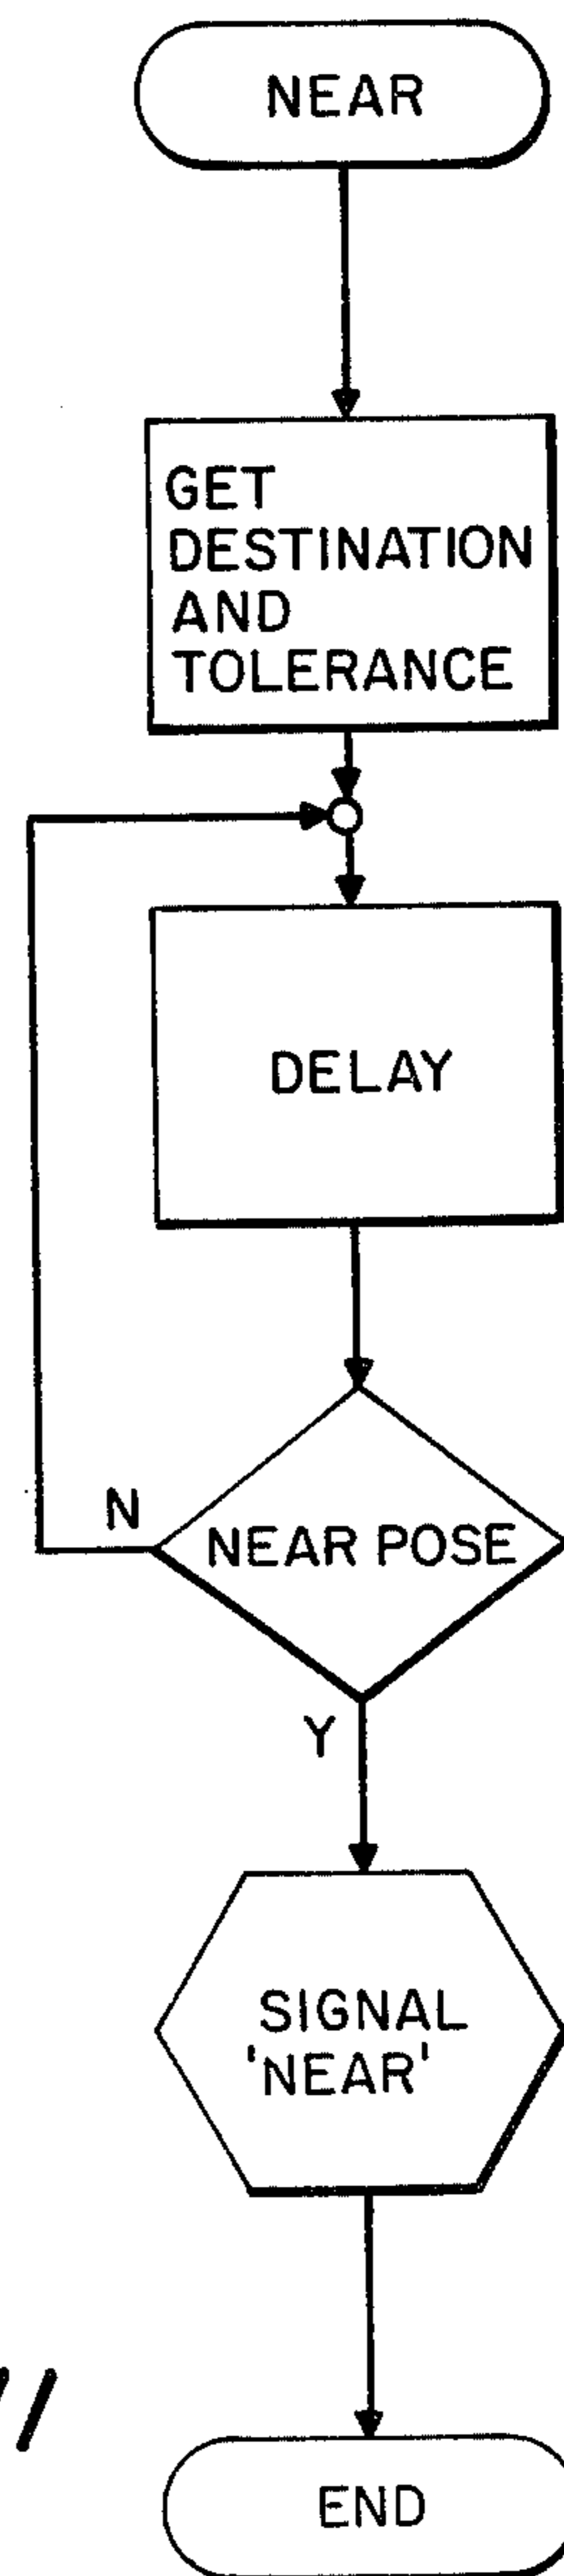 NEAR
GET
DESTINATION
AND
TOLERANCE
DELAY
N
NEAR POSE
Y
SIGNAL
'NEAR'
END